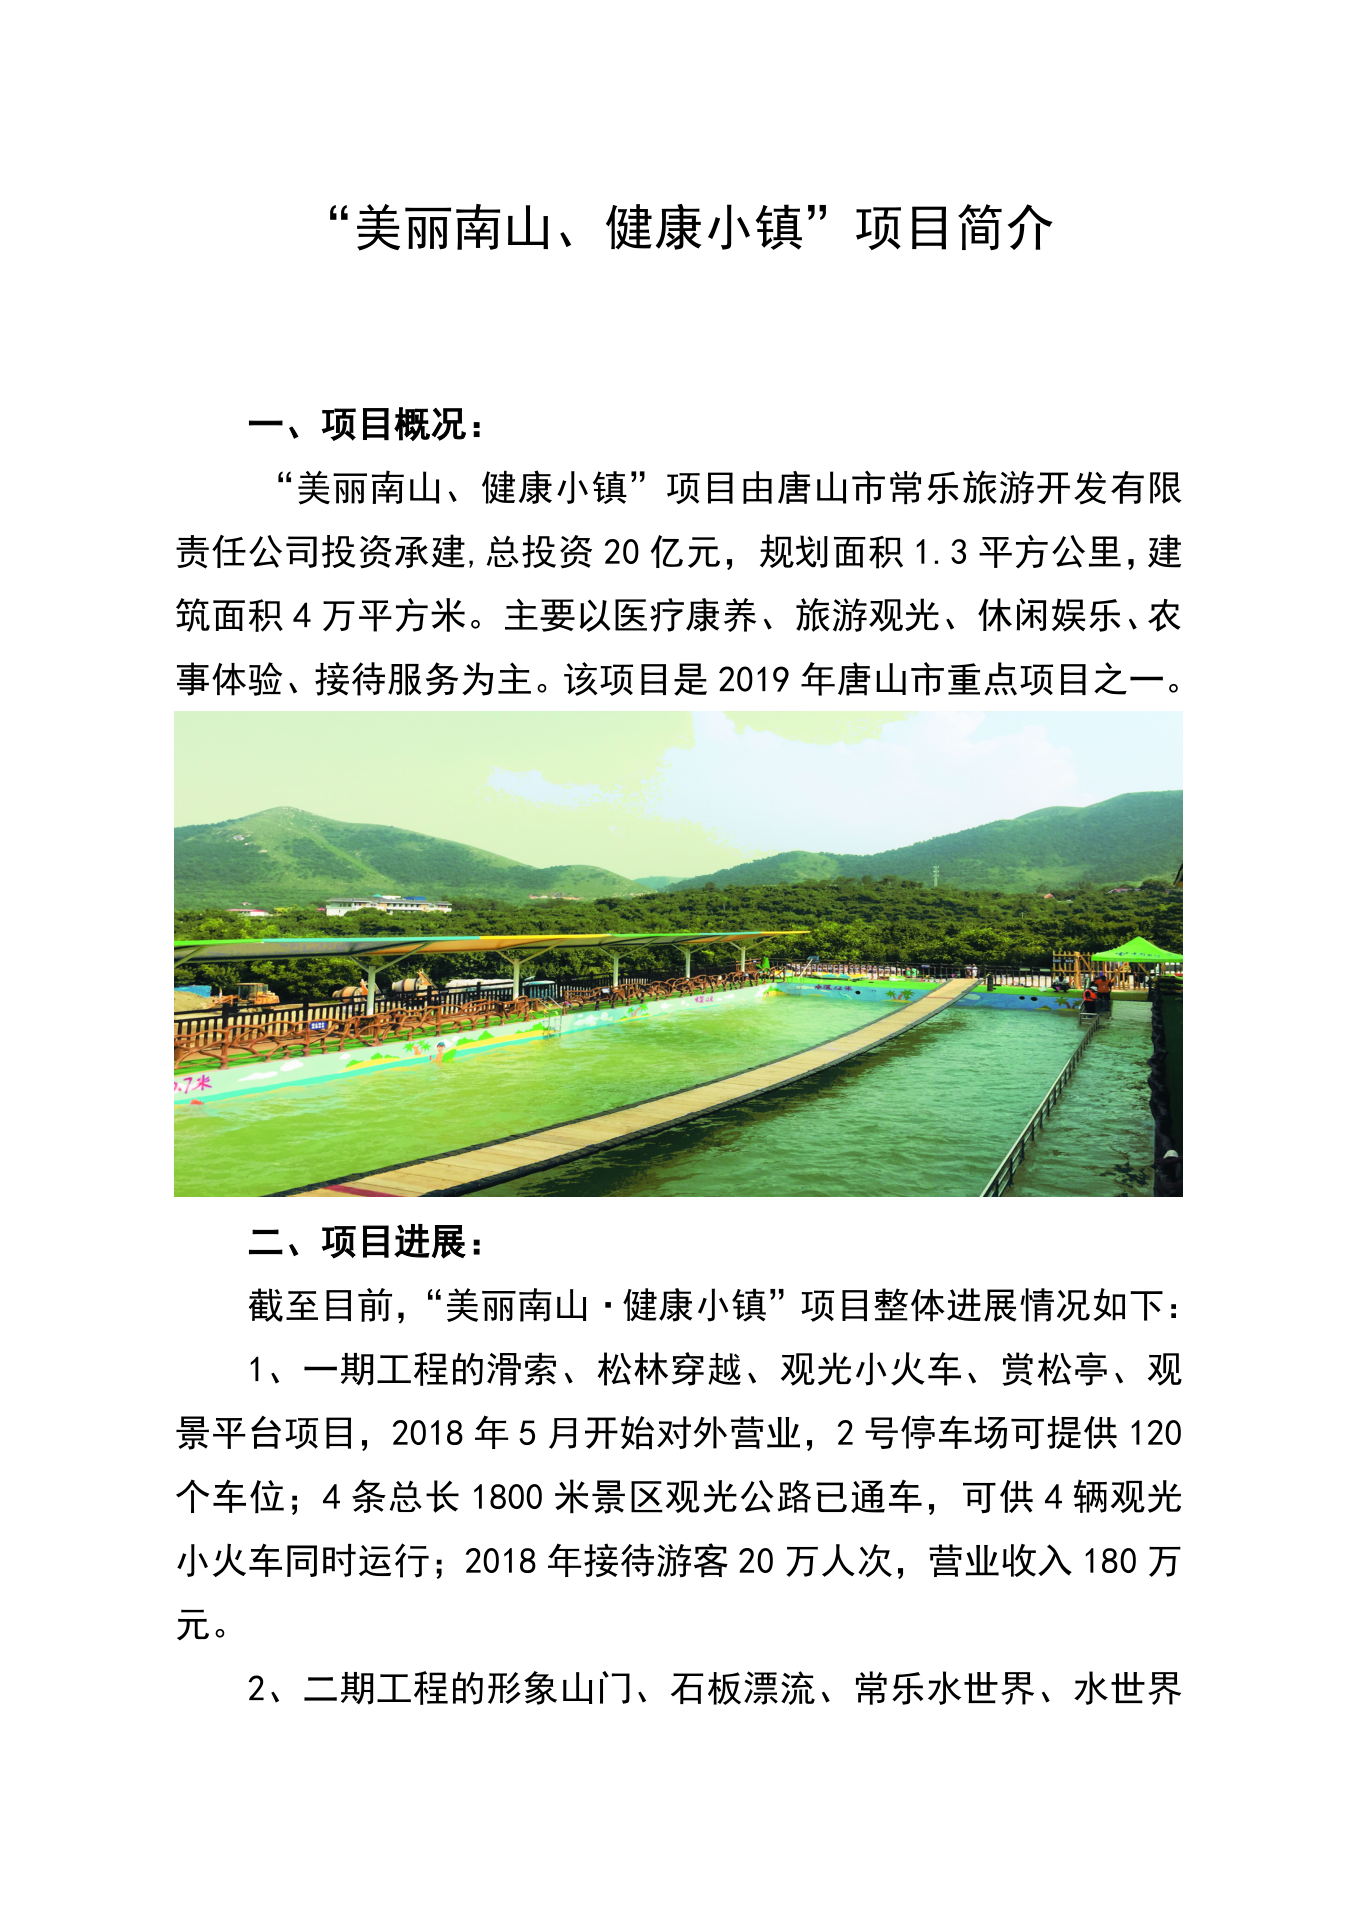 “美丽南山、健康小镇”项目简介
一、项目概况：
“美丽南山、健康小镇”项目由唐山市常乐旅游开发有限
责任公司投资承建,总投资 20 亿元，规划面积 1.3 平方公里，建
筑面积 4 万平方米。主要以医疗康养、旅游观光、休闲娱乐、农
事体验、接待服务为主。该项目是 2019 年唐山市重点项目之一。
0.7米
二、项目进展：
截至目前，“美丽南山·健康小镇”项目整体进展情况如下：
1、一期工程的滑索、松林穿越、观光小火车、赏松亭、观
景平台项目，2018 年 5 月开始对外营业，2 号停车场可提供 120
个车位；4 条总长 1800 米景区观光公路已通车，可供 4 辆观光
小火车同时运行；2018 年接待游客 20 万人次，营业收入 180 万
元。
2、二期工程的形象山门、石板漂流、常乐水世界、水世界